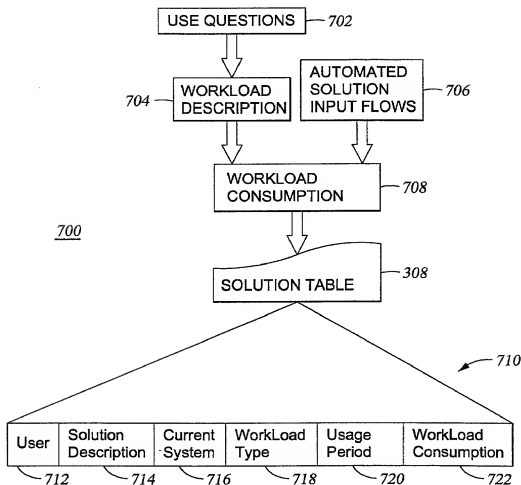 USE QUESTIONS
702
704
WORKLOAD
DESCRIPTION
AUTOMATED
SOLUTION
INPUT FLOWS
706
WORKLOAD
CONSUMPTION
708
700
SOLUTION TABLE
308
710
User
Solution
Description
Current
System
WorkLoad
Type
Usage
Period
WorkLoad
Consumption
712
714
716
718
720
722